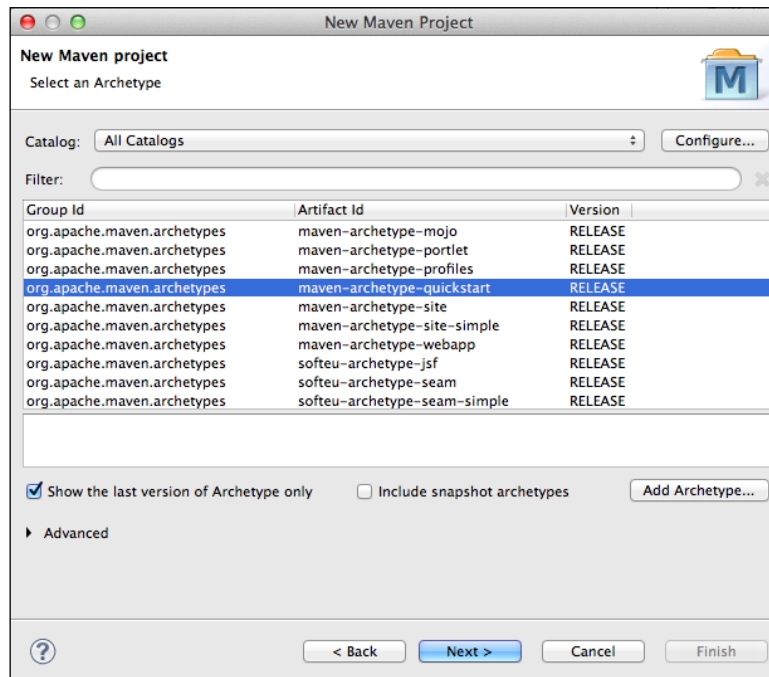 New Maven Project
New Maven project
Select an Archetype
M
Catalog: All Catalogs Configure...
Filter:
Group Id Artifact Id Version
org.apache.maven.archetypes maven-archetype-mojo RELEASE
org.apache.maven.archetypes maven-archetype-portlet RELEASE
org.apache.maven.archetypes maven-archetype-profiles RELEASE
org.apache.maven.archetypes maven-archetype-quickstart RELEASE
org.apache.maven.archetypes maven-archetype-site RELEASE
org.apache.maven.archetypes maven-archetype-site-simple RELEASE
org.apache.maven.archetypes maven-archetype-webapp RELEASE
org.apache.maven.archetypes softeu-archetype-jsf RELEASE
org.apache.maven.archetypes softeu-archetype-seam RELEASE
org.apache.maven.archetypes softeu-archetype-seam-simple RELEASE
Show the last version of Archetype only Include snapshot archetypes Add Archetype...
Advanced
? < Back Next > Cancel Finish